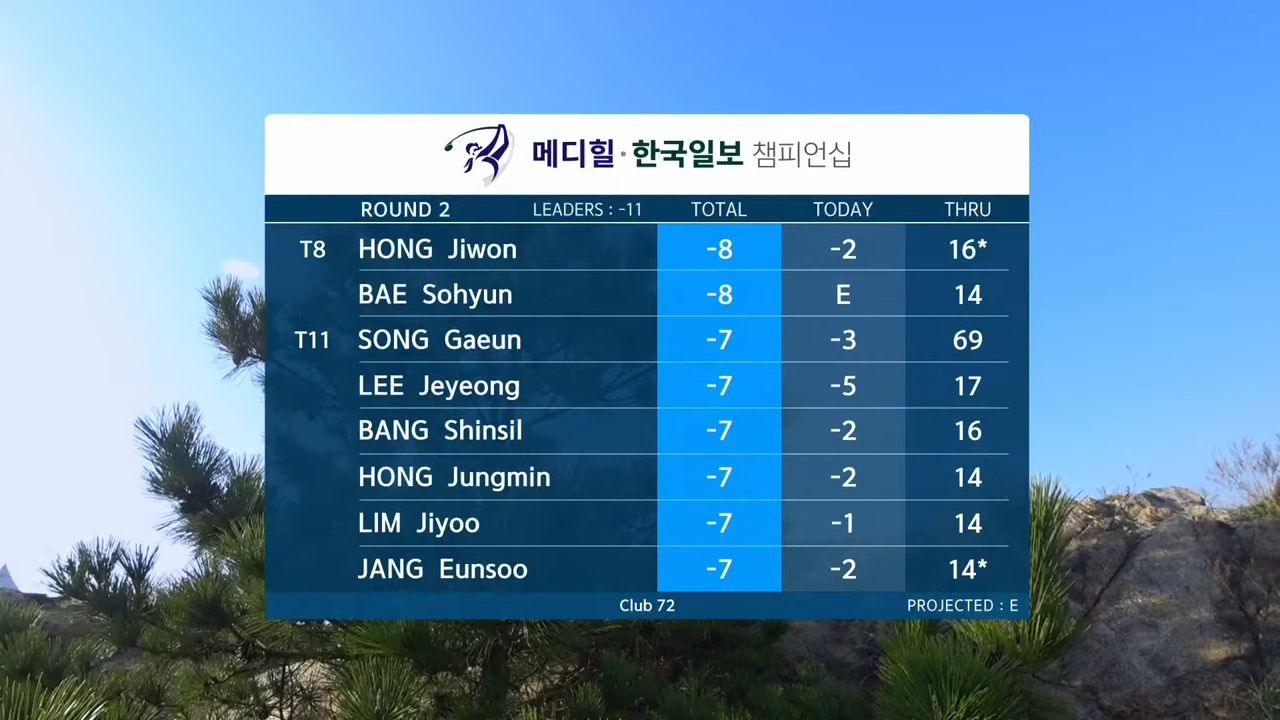 메디힐·한국일보 챔피언십
ROUND 2 LEADERS : -11 TOTAL TODAY THRU
T8 HONG Jiwon -8 -2 16*
BAE Sohyun -8 E 14
T11 SONG Gaeun -7 -3 69
LEE Jeyeong -7 -5 17
BANG Shinsil -7 -2 16
HONG Jungmin -7 -2 14
LIM Jiyoo -7 -1 14
JANG Eunsoo -7 -2 14*
Club 72 PROJECTED : E